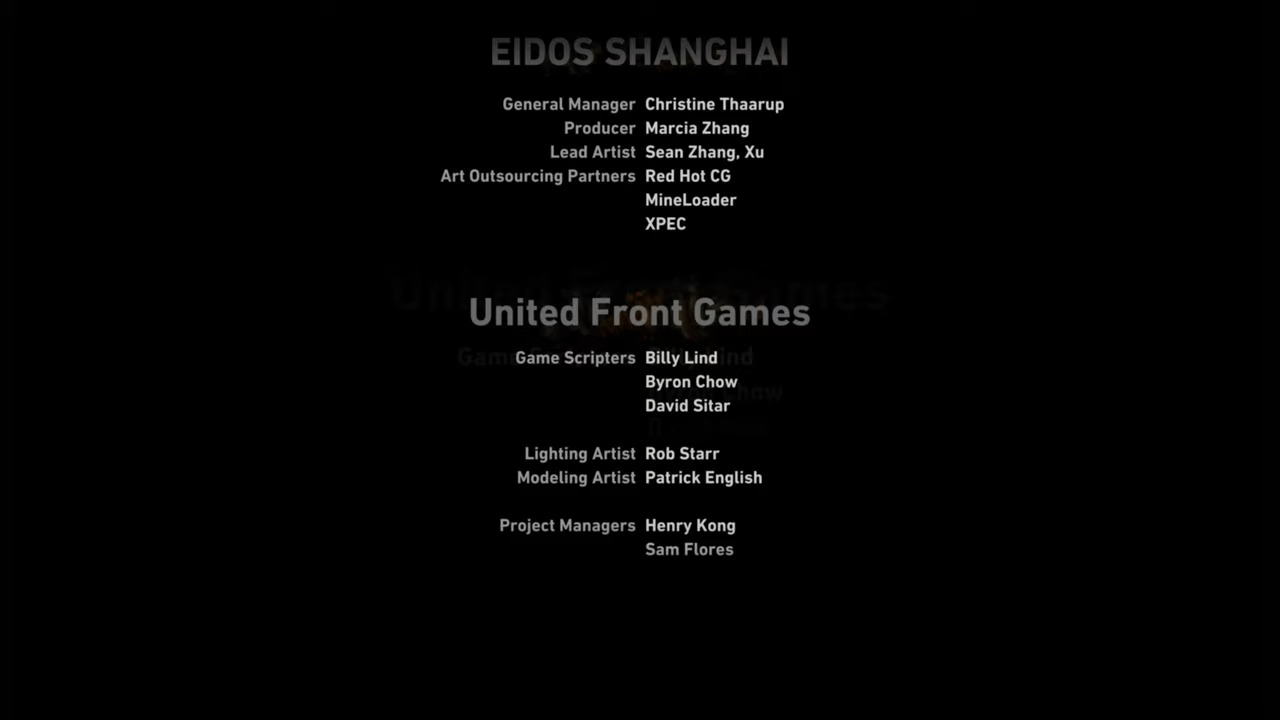 EIDOS SHANGHAI
General Manager Christine Thaarup
Producer Marcia Zhang
Lead Artist Sean Zhang, Xu
Art Outsourcing Partners Red Hot CG
MineLoader
XPEC
United Front Games
Game Scripters Billy Lind
Byron Chow
David Sitar
Lighting Artist Rob Starr
Modeling Artist Patrick English
Project Managers Henry Kong
Sam Flores